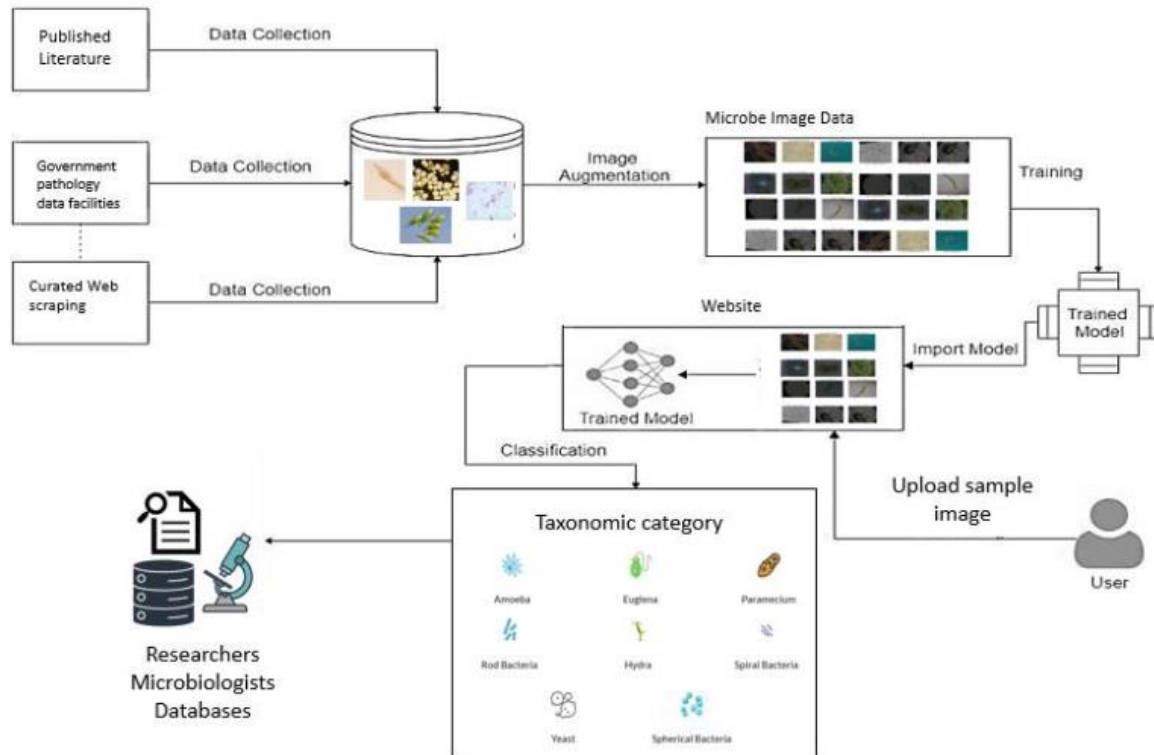 Published
Literature
Data Collection
Government
pathology
data facilities
Data Collection
Curated Web
scraping
Data Collection
Image
Augmentation
Microbe Image Data
Training
Trained
Model
Import Model
Website
Trained Model
Classification
Upload sample
image
User
Taxonomic category
Amoeba
Euglena
Paramecium
Rod Bacteria
Hydra
Spiral Bacteria
Yeast
Spherical Bacteria
Researchers
Microbiologists
Databases